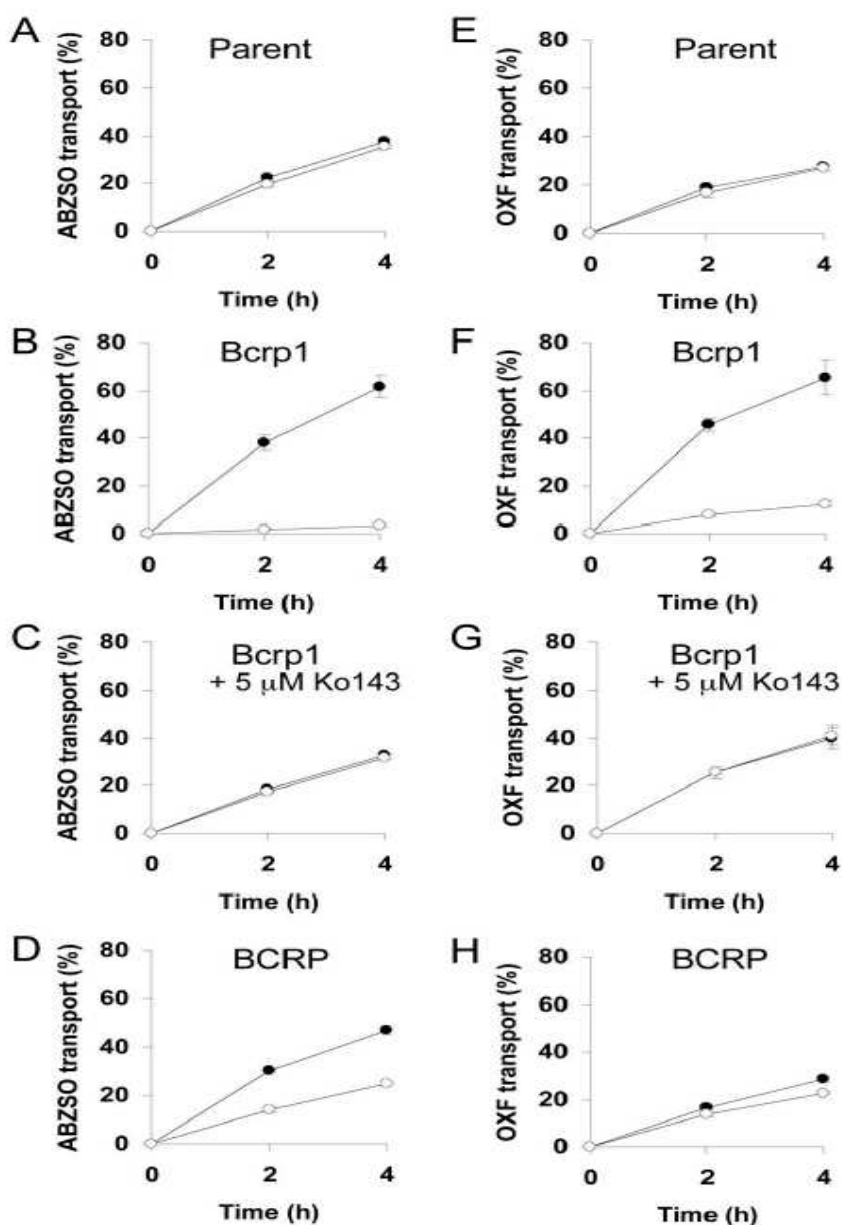 A
Parent
ABZSO transport (%)
80
60
40
20
0
0 2 4
Time (h)
E
Parent
OXF transport (%)
80
60
40
20
0
0 2 4
Time (h)
B
Bcrp1
ABZSO transport (%)
80
60
40
20
0
0 2 4
Time (h)
F
Bcrp1
OXF transport (%)
80
60
40
20
0
0 2 4
Time (h)
C
Bcrp1
+ 5 μM Ko143
ABZSO transport (%)
80
60
40
20
0
0 2 4
Time (h)
G
Bcrp1
+ 5 μM Ko143
OXF transport (%)
80
60
40
20
0
0 2 4
Time (h)
D
BCRP
ABZSO transport (%)
80
60
40
20
0
0 2 4
Time (h)
H
BCRP
OXF transport (%)
80
60
40
20
0
0 2 4
Time (h)